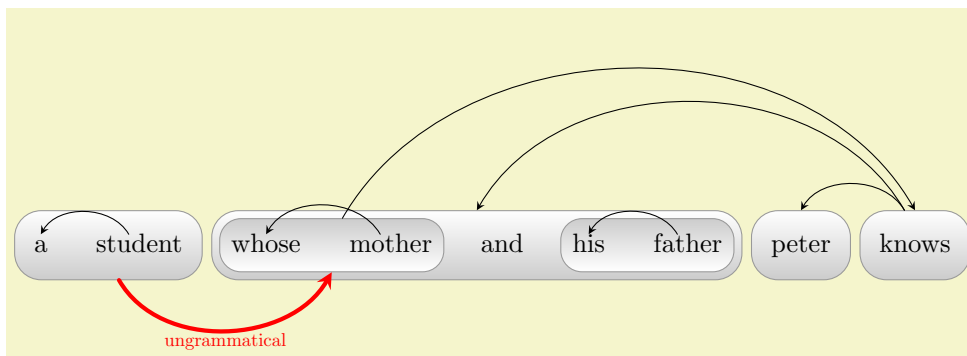 a student whose mother and his father peter knows
ungrammatical